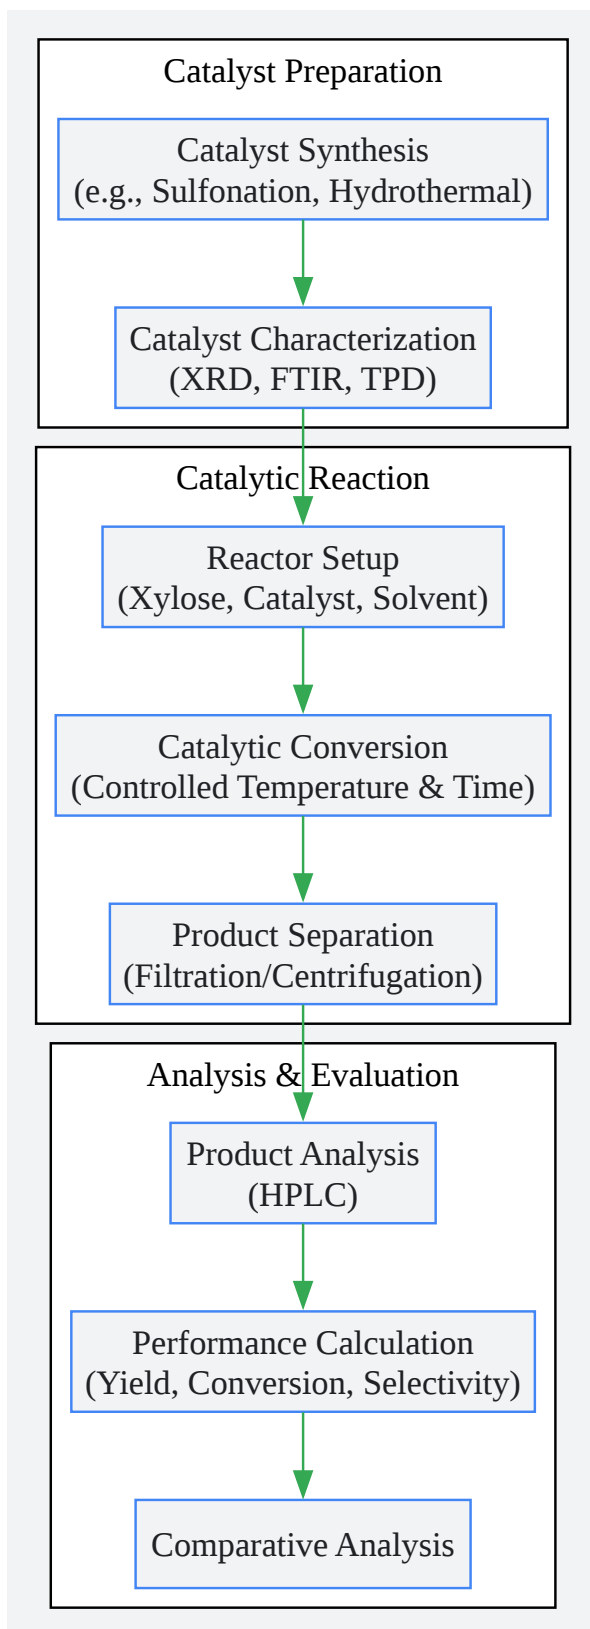 Catalyst Preparation
Catalyst Synthesis
(e.g., Sulfonation, Hydrothermal)
Catalyst Characterization
(XRD, FTIR, TPD)
Catalytic Reaction
Reactor Setup
(Xylose, Catalyst, Solvent)
Catalytic Conversion
(Controlled Temperature & Time)
Product Separation
(Filtration/Centrifugation)
Analysis & Evaluation
Product Analysis
(HPLC)
Performance Calculation
(Yield, Conversion, Selectivity)
Comparative Analysis